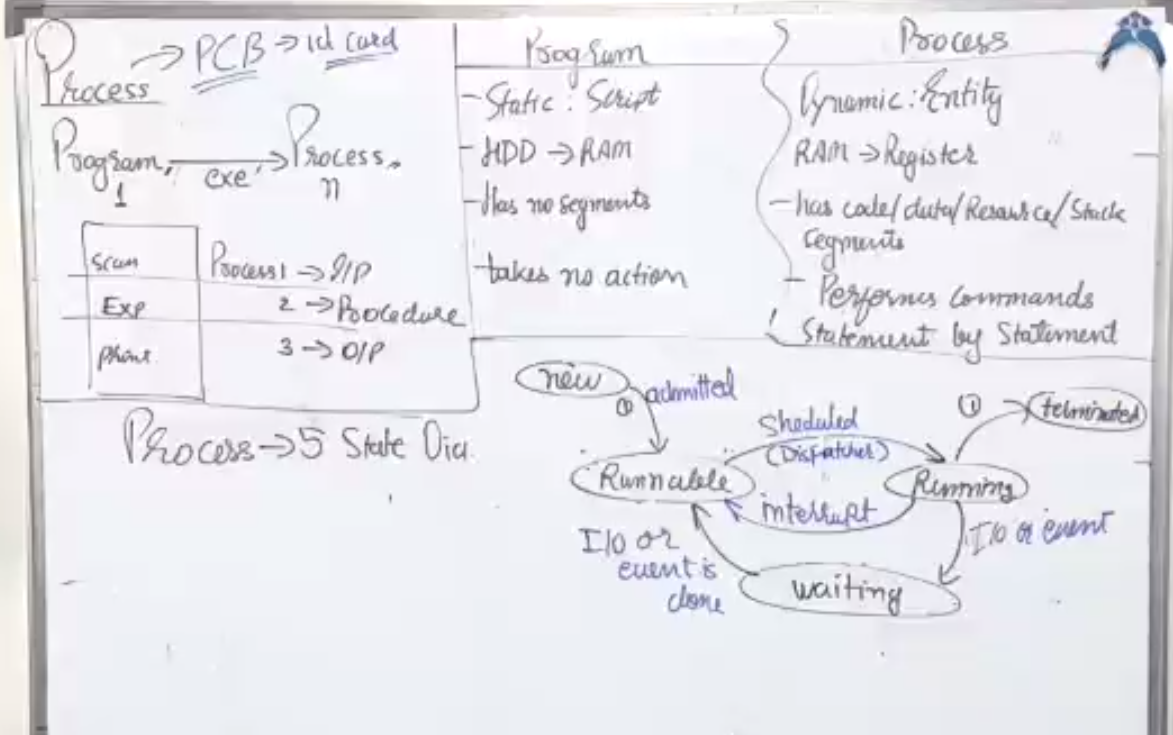 Process → PCB → id card
Program, exe → Process,
1 n
Scan Process 1 → I/P
Exp 2 → Procedure
Phone 3 → O/P
Program
- Static : Script
- HDD → RAM
- Has no segments
- takes no action
Process
Dynamic : Entity
RAM → Register
- has code/data/Resource/Stack
Segments
- Performs Commands
Statement by Statement
Process → 5 State Dia.
new
① admitted
Sheduled
(Dispatcher)
① terminated
Runnable
Running
interrupt
I/O or
event is
done
I/O or event
waiting